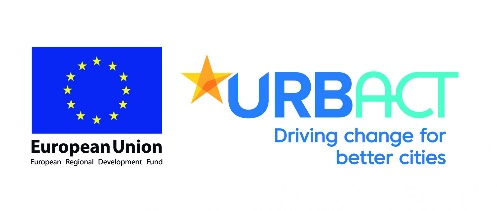 European Union
European Regional Development Fund
URBACT
Driving change for
better cities